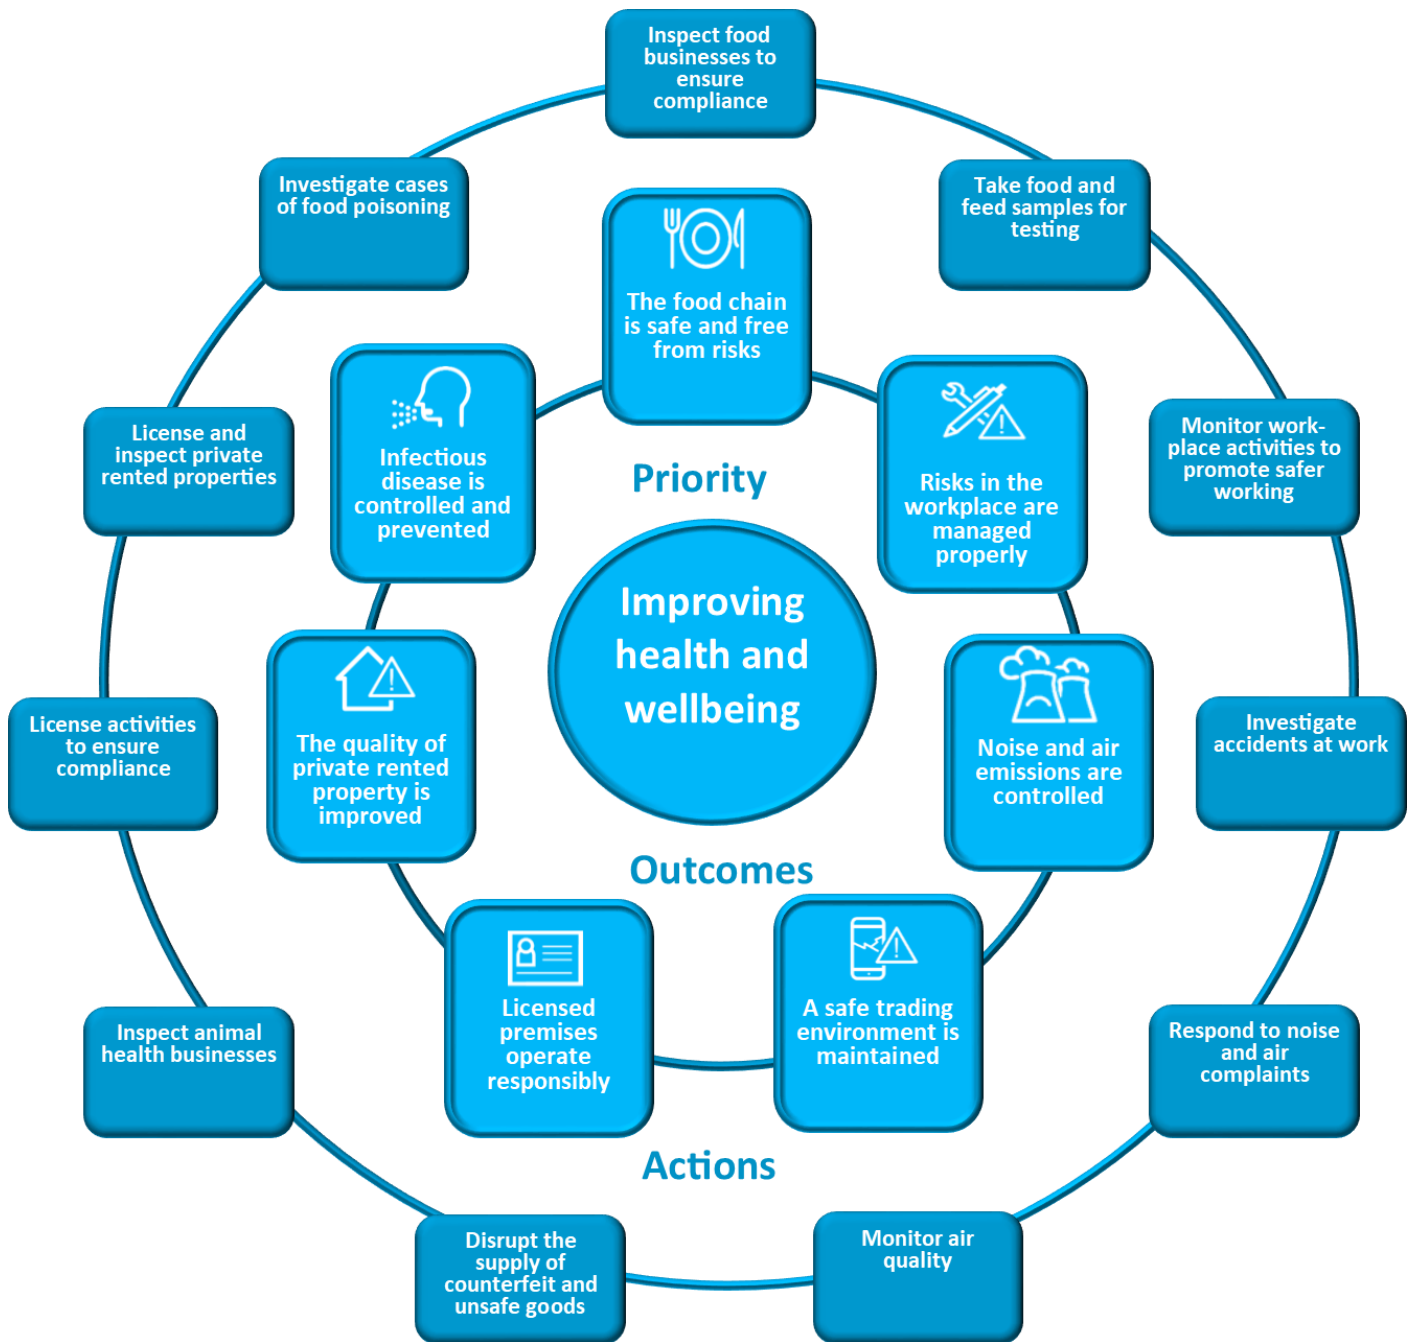 Inspect food
businesses to
ensure
compliance
Take food and
feed samples for
testing
Monitor work-
place activities to
promote safer
working
Investigate
accidents at work
Respond to noise
and air
complaints
Monitor air
quality
Disrupt the
supply of
counterfeit and
unsafe goods
Inspect animal
health businesses
License activities
to ensure
compliance
License and
inspect private
rented properties
Investigate cases
of food poisoning
The food chain
is safe and free
from risks
Risks in the
workplace are
managed
properly
Noise and air
emissions are
controlled
A safe trading
environment is
maintained
Licensed
premises
operate
responsibly
The quality of
private rented
property is
improved
Infectious
disease is
controlled and
prevented
Priority
Improving
health and
wellbeing
Outcomes
Actions